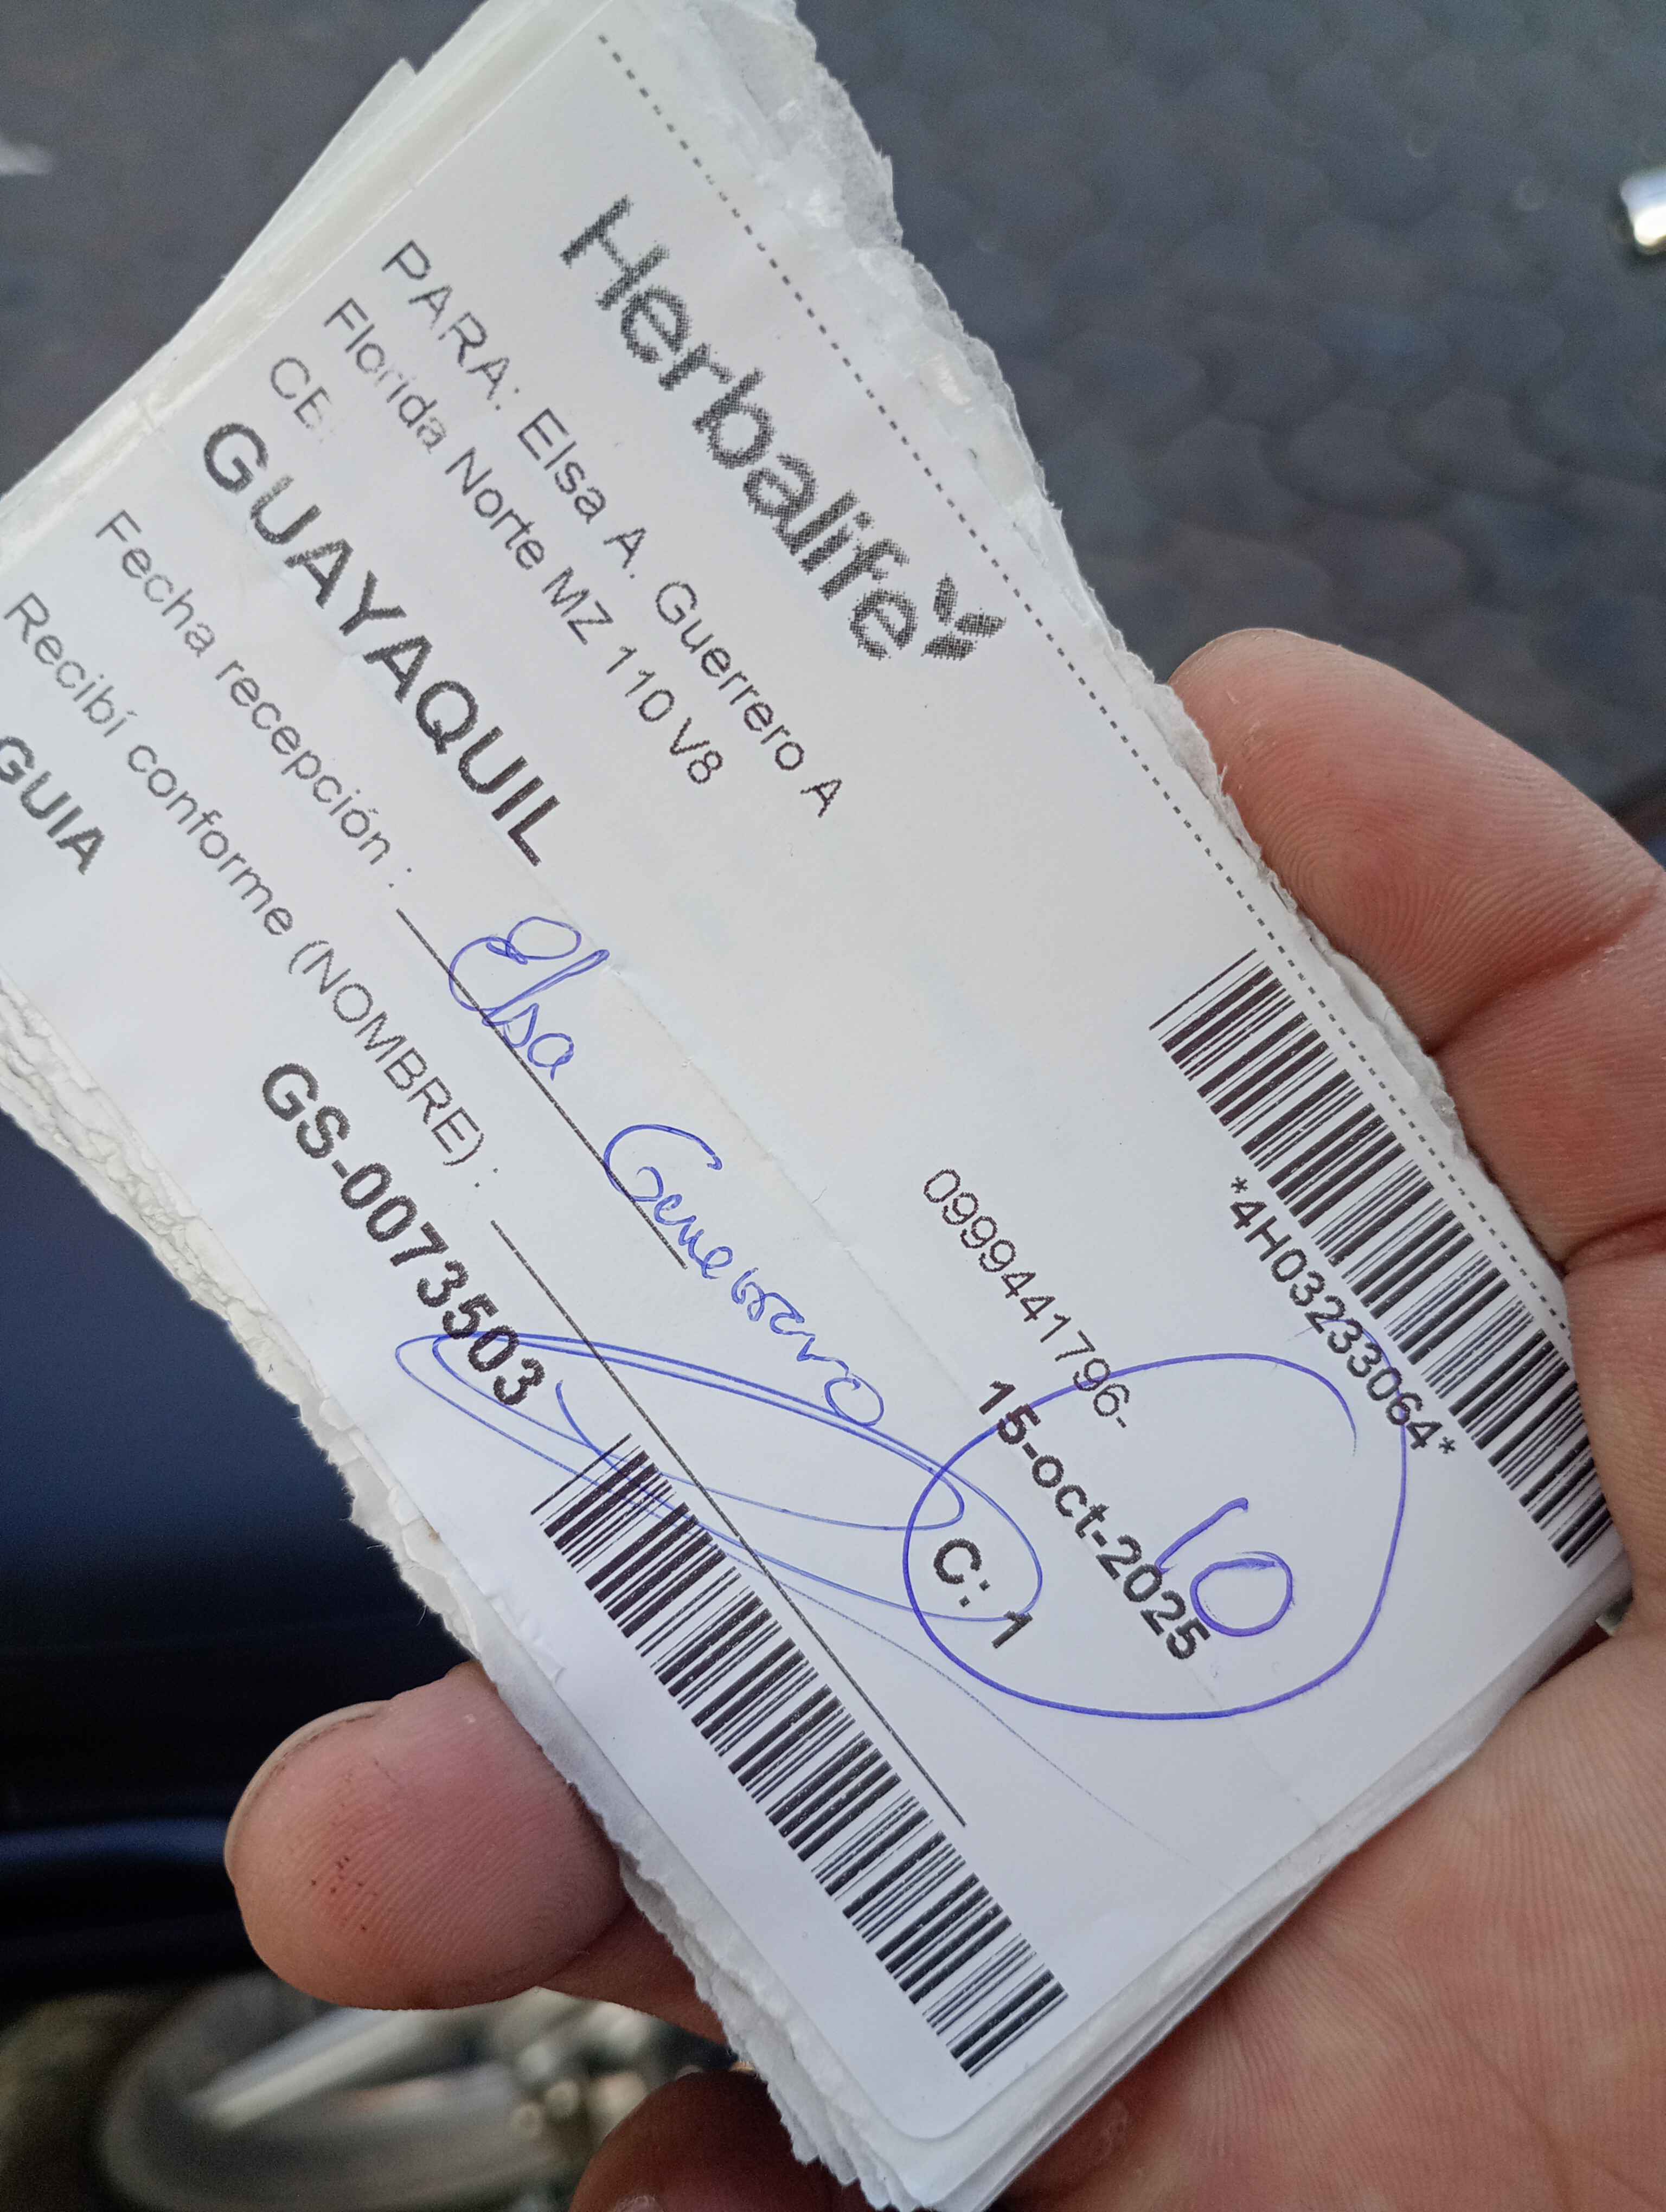 Herbalife
*4H03233064*
PARA: Elsa A. Guerrero A
Florida Norte MZ 110 V8
0999441796-
CE:
15-oct-2025
10
GUAYAQUIL
C: 1
Fecha recepción : Elsa Guerrero
Recibí conforme (NOMBRE) :
GUIA GS-0073503